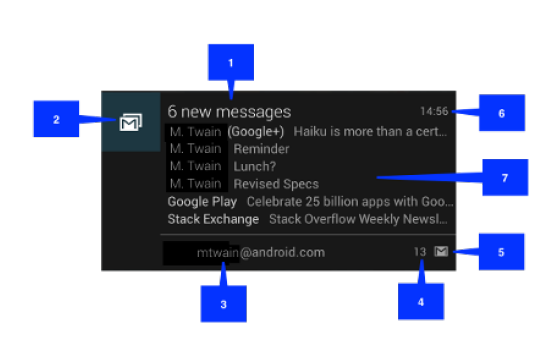 1
2
6 new messages
14:56
6
M. Twain (Google+) Haiku is more than a cert...
M. Twain Reminder
M. Twain Lunch?
7
M. Twain Revised Specs
Google Play Celebrate 25 billion apps with Goo...
Stack Exchange Stack Overflow Weekly Newsl...
mtwain@android.com
13
5
3
4